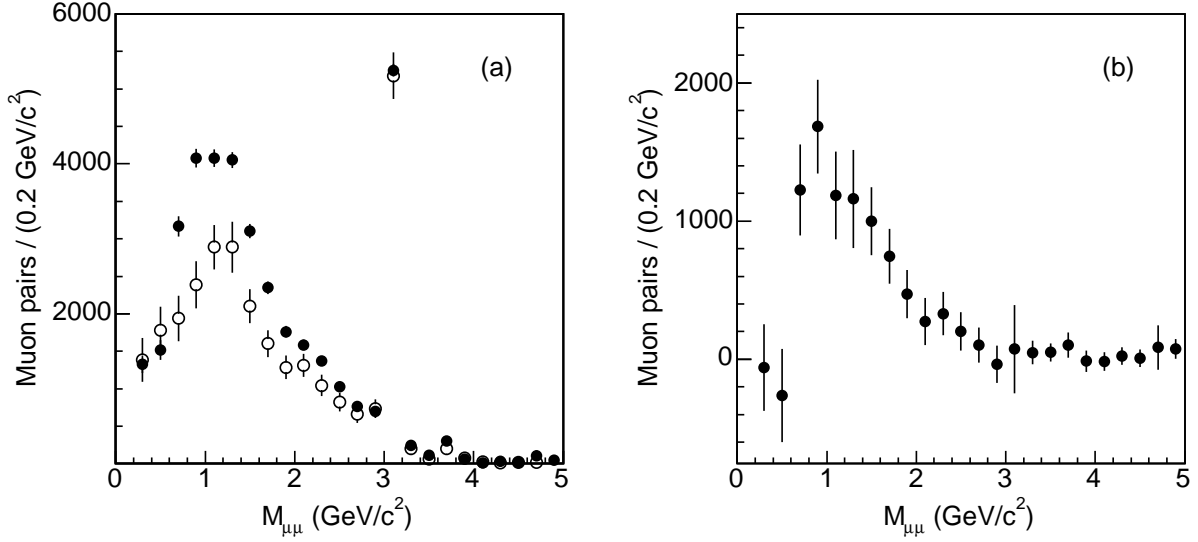 6000
4000
2000
Muon pairs / (0.2 GeV/c²)
(a)
0 1 2 3 4 5
M_μμ (GeV/c²)
2000
1000
0
Muon pairs / (0.2 GeV/c²)
(b)
0 1 2 3 4 5
M_μμ (GeV/c²)